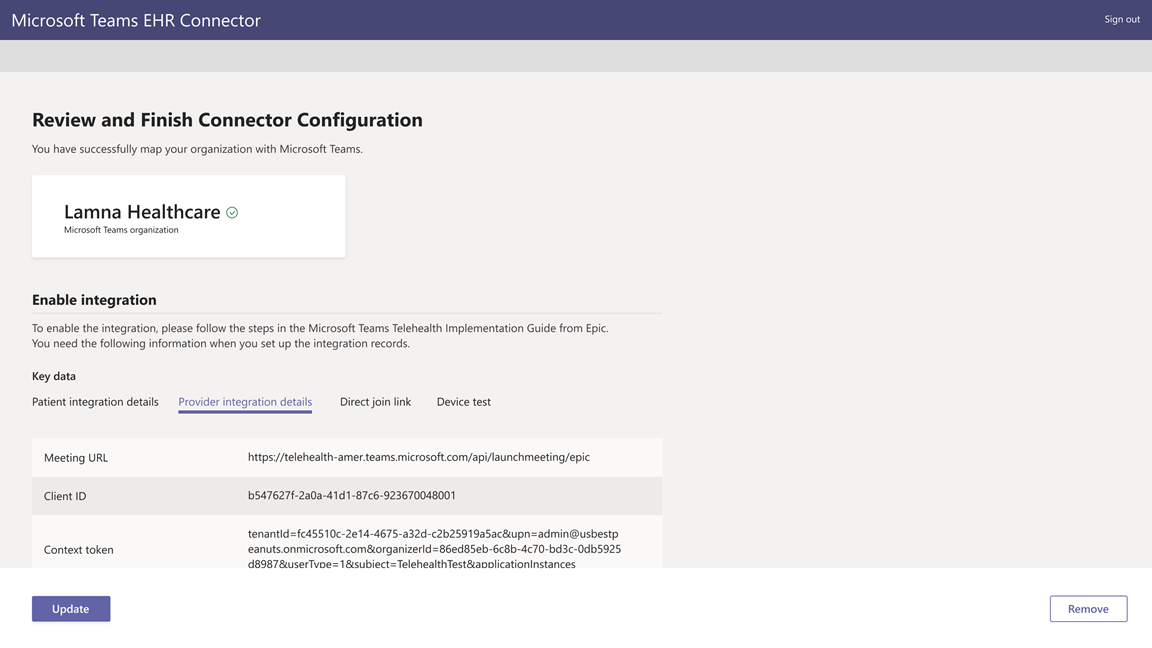 Microsoft Teams EHR Connector
Sign out
Review and Finish Connector Configuration
You have successfully map your organization with Microsoft Teams.
Lamna Healthcare
Microsoft Teams organization
Enable integration
To enable the integration, please follow the steps in the Microsoft Teams Telehealth Implementation Guide from Epic.
You need the following information when you set up the integration records.
Key data
Patient integration details Provider integration details Direct join link Device test
Meeting URL https://telehealth-amer.teams.microsoft.com/api/launchmeeting/epic
Client ID b547627f-2a0a-41d1-87c6-923670048001
tenantId=fc45510c-2e14-4675-a32d-c2b25919a5ac&upn=admin@usbestp
Context token eanuts.onmicrosoft.com&organizerId=86ed85eb-6c8b-4c70-bd3c-0db5925
d8987&userType=1&subject=TelehealthTest&applicationInstances
Update Remove